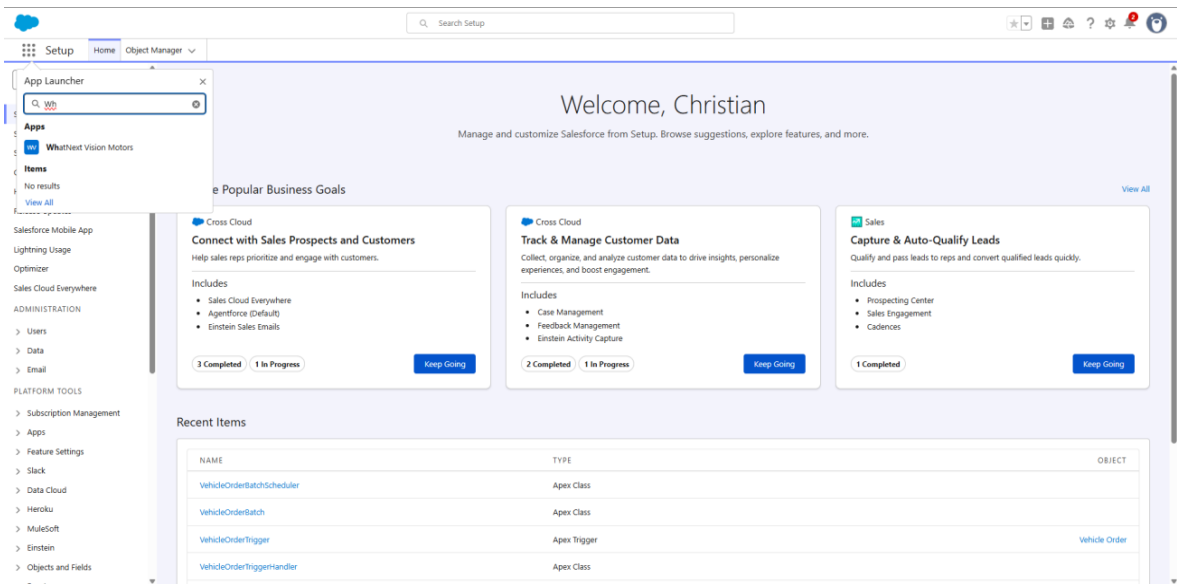 Search Setup
2
Setup
Home
Object Manager
App Launcher
Wh
Apps
WV
WhatNext Vision Motors
Items
No results
View All
Salesforce Mobile App
Lightning Usage
Optimizer
Sales Cloud Everywhere
ADMINISTRATION
Users
Data
Email
PLATFORM TOOLS
Subscription Management
Apps
Feature Settings
Slack
Data Cloud
Heroku
MuleSoft
Einstein
Objects and Fields
Welcome, Christian
Manage and customize Salesforce from Setup. Browse suggestions, explore features, and more.
Popular Business Goals
View All
Cross Cloud
Connect with Sales Prospects and Customers
Help sales reps prioritize and engage with customers.
Includes
• Sales Cloud Everywhere
• Agentforce (Default)
• Einstein Sales Emails
3 Completed
1 In Progress
Keep Going
Cross Cloud
Track & Manage Customer Data
Collect, organize, and analyze customer data to drive insights, personalize
experiences, and boost engagement.
Includes
• Case Management
• Feedback Management
• Einstein Activity Capture
2 Completed
1 In Progress
Keep Going
Sales
Capture & Auto-Qualify Leads
Qualify and pass leads to reps and convert qualified leads quickly.
Includes
• Prospecting Center
• Sales Engagement
• Cadences
1 Completed
Keep Going
Recent Items
NAME TYPE OBJECT
VehicleOrderBatchScheduler Apex Class
VehicleOrderBatch Apex Class
VehicleOrderTrigger Apex Trigger Vehicle Order
VehicleOrderTriggerHandler Apex Class